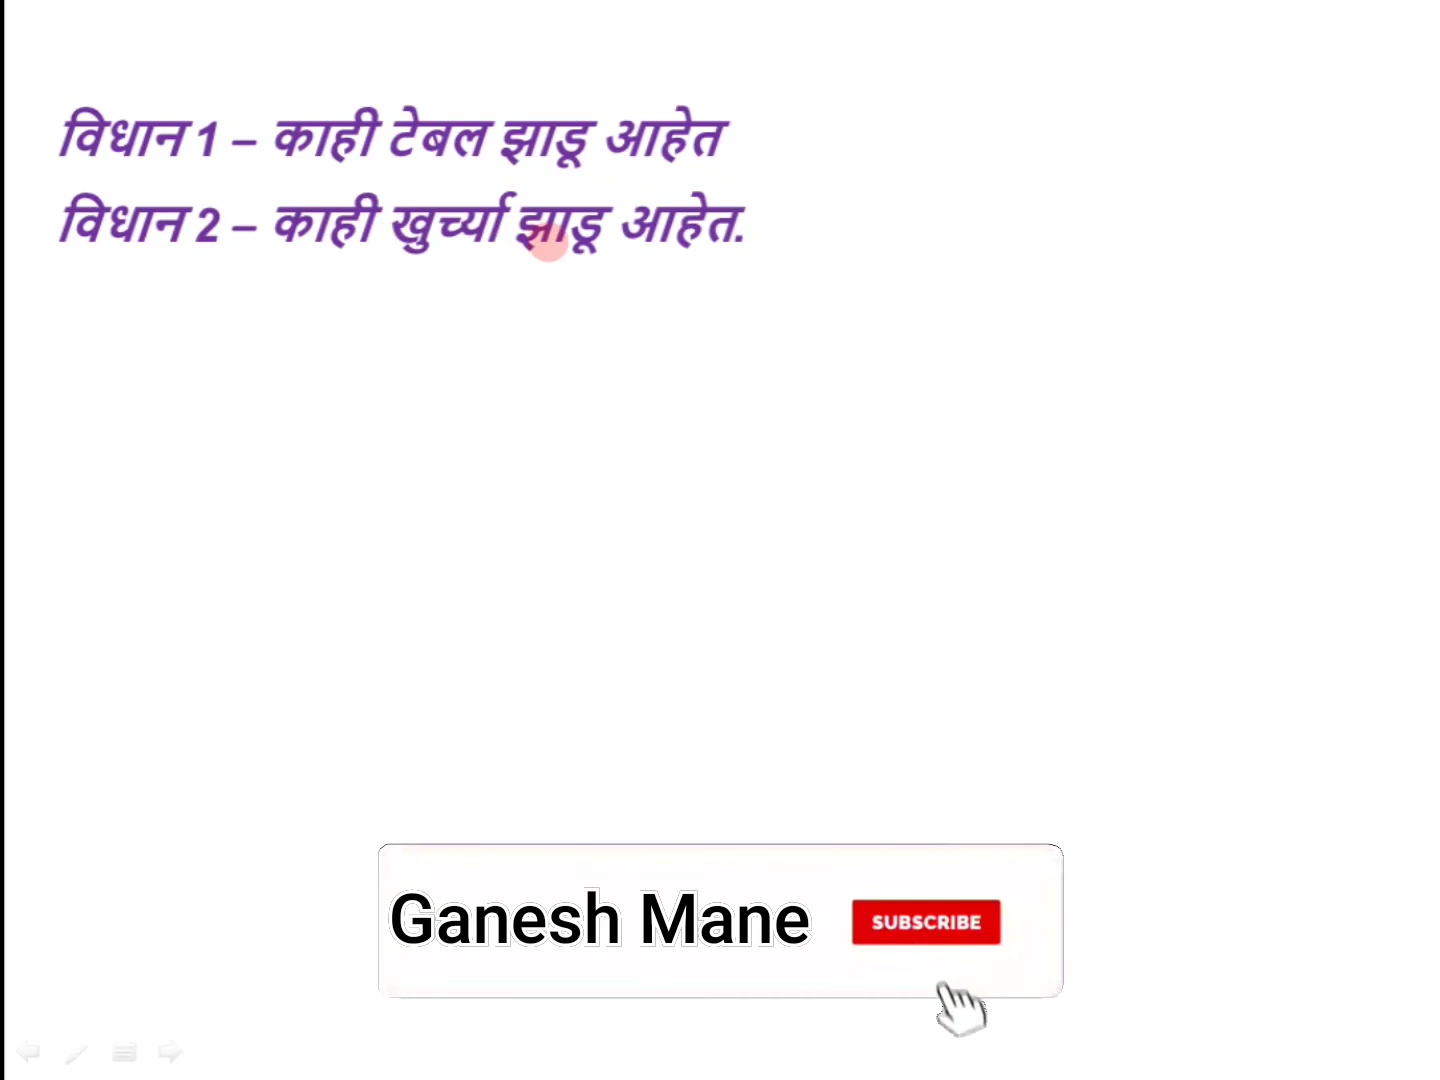 विधान 1 – काही टेबल झाडू आहेत
विधान 2 – काही खुर्च्या झाडू आहेत.
Ganesh Mane
SUBSCRIBE